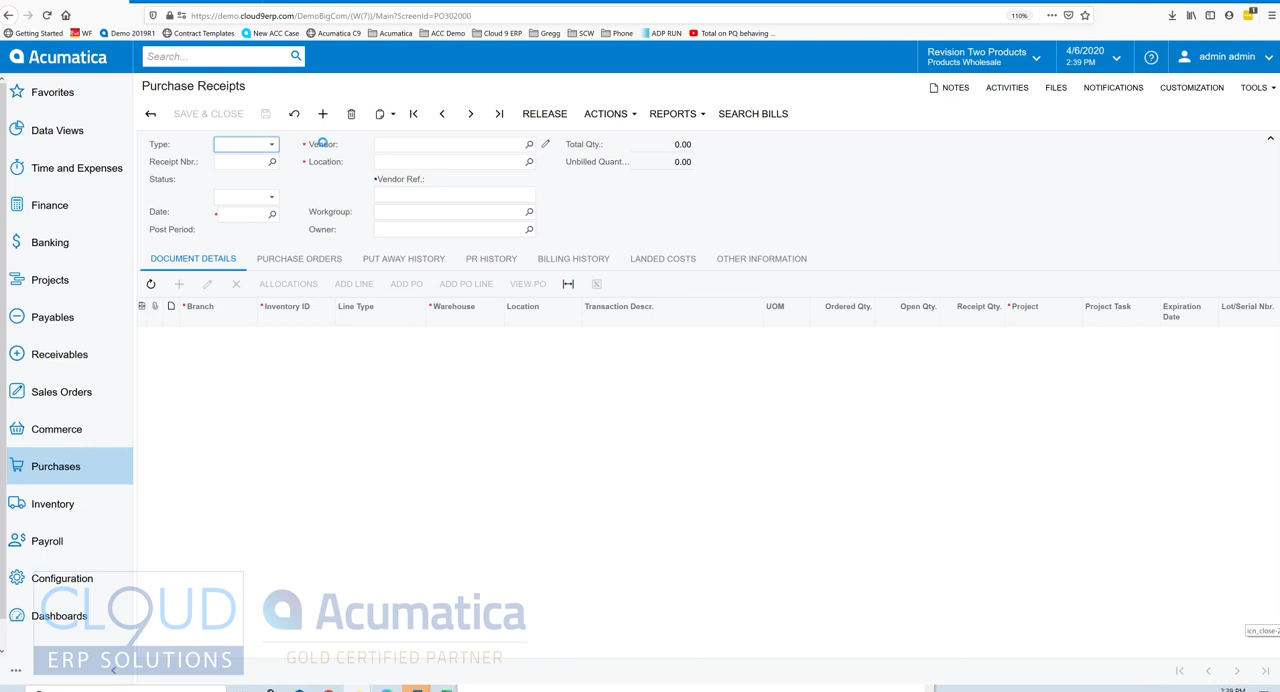 https://demo.cloud9erp.com/DemoBigCom/(W(7))/Main?ScreenId=PO302000
110%
Getting Started WF Demo 2019R1 Contract Templates New ACC Case Acumatica C9 Acumatica ACC Demo Cloud 9 ERP Gregg SCW Phone ADP RUN Total on PQ behaving ...
Acumatica
Search...
Revision Two Products
Products Wholesale
4/6/2020
2:39 PM
admin admin
Favorites
Data Views
Time and Expenses
Finance
Banking
Projects
Payables
Receivables
Sales Orders
Commerce
Purchases
Inventory
Payroll
Configuration
Dashboards
Purchase Receipts
NOTES ACTIVITIES FILES NOTIFICATIONS CUSTOMIZATION TOOLS
SAVE & CLOSE RELEASE ACTIONS REPORTS SEARCH BILLS
Type: * Vendor: Total Qty.: 0.00
Receipt Nbr.: * Location: Unbilled Quant... 0.00
Status: •Vendor Ref.:
Date: * Workgroup:
Post Period: Owner:
DOCUMENT DETAILS PURCHASE ORDERS PUT AWAY HISTORY PR HISTORY BILLING HISTORY LANDED COSTS OTHER INFORMATION
ALLOCATIONS ADD LINE ADD PO ADD PO LINE VIEW PO
* Branch * Inventory ID Line Type * Warehouse Location Transaction Descr. UOM Ordered Qty. Open Qty. Receipt Qty. * Project Project Task Expiration Date Lot/Serial Nbr.
CLOUD 9
ERP SOLUTIONS
Acumatica
GOLD CERTIFIED PARTNER
icn_close-2
2:39 PM